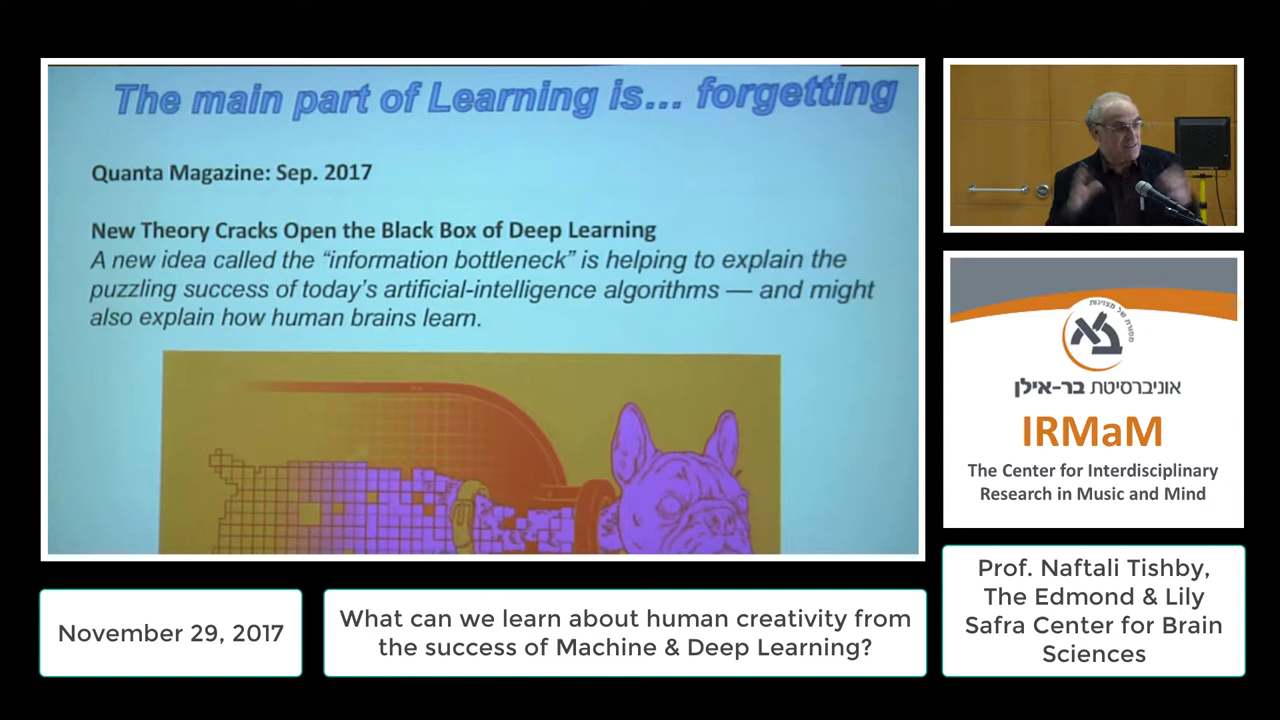 The main part of Learning is... forgetting
Quanta Magazine: Sep. 2017
New Theory Cracks Open the Black Box of Deep Learning
A new idea called the “information bottleneck” is helping to explain the
puzzling success of today’s artificial-intelligence algorithms — and might
also explain how human brains learn.
מסורת של מצוינות
בא
אוניברסיטת בר-אילן
IRMaM
The Center for Interdisciplinary
Research in Music and Mind
November 29, 2017
What can we learn about human creativity from
the success of Machine & Deep Learning?
Prof. Naftali Tishby,
The Edmond & Lily
Safra Center for Brain
Sciences